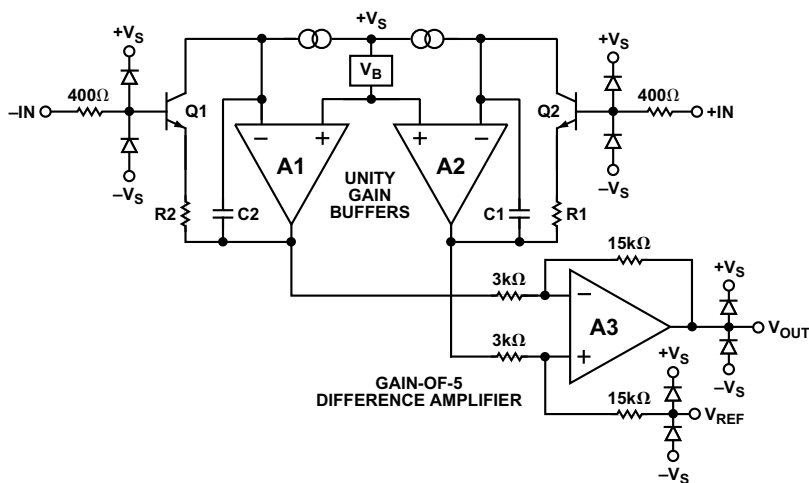 +VS
+VS
+VS
400Ω
VB
400Ω
–IN
Q1
Q2
+IN
–
+
+
–
–VS
A1
A2
–VS
UNITY
GAIN
BUFFERS
R2
C2
C1
R1
15kΩ
+VS
3kΩ
–
A3
VOUT
3kΩ
+
+VS
–VS
GAIN-OF-5
DIFFERENCE AMPLIFIER
15kΩ
VREF
–VS